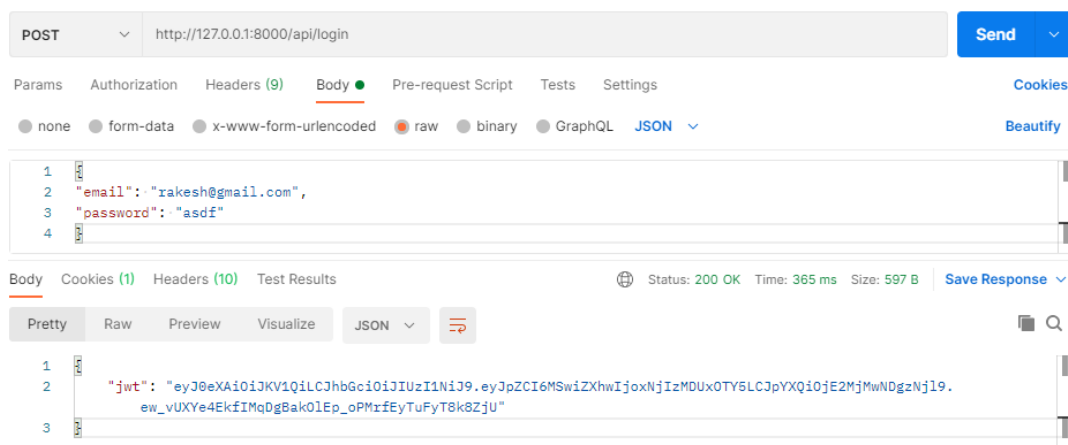 POST http://127.0.0.1:8000/api/login Send
Params Authorization Headers (9) Body Pre-request Script Tests Settings Cookies
none form-data x-www-form-urlencoded raw binary GraphQL JSON Beautify
1 {
2 "email": "rakesh@gmail.com",
3 "password": "asdf"
4 }
Body Cookies (1) Headers (10) Test Results Status: 200 OK Time: 365 ms Size: 597 B Save Response
Pretty Raw Preview Visualize JSON
1 {
2 "jwt": "eyJ0eXAiOiJKV1QiLCJhbGciOiJIUzI1NiJ9.eyJpZCI6MSwiZXhwIjoxNjIzMDUxOTY5LCJpYXQiOjE2MjMwNDgzNjl9.
ew_vUXYe4EkfIMqDgBakOlEp_oPMrfEyTuFyT8k8ZjU"
3 }